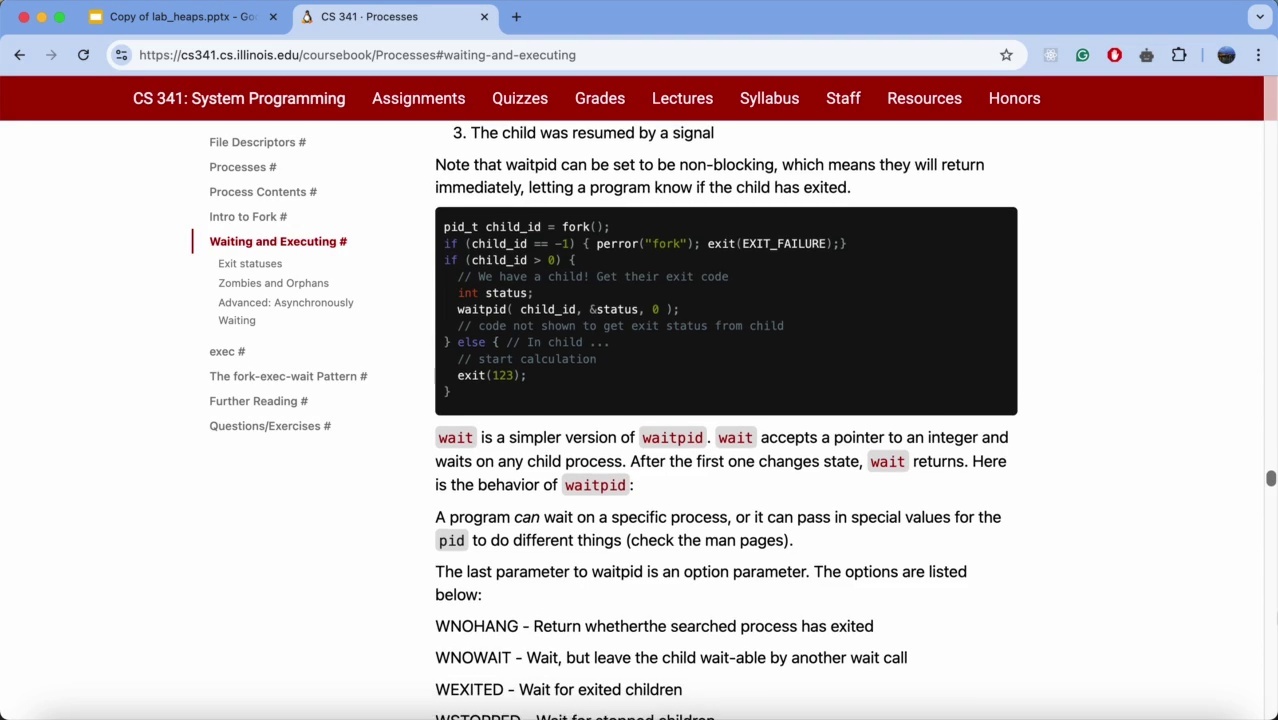 Copy of lab_heaps.pptx - Goo
CS 341 · Processes
https://cs341.cs.illinois.edu/coursebook/Processes#waiting-and-executing
CS 341: System Programming
Assignments
Quizzes
Grades
Lectures
Syllabus
Staff
Resources
Honors
File Descriptors #
Processes #
Process Contents #
Intro to Fork #
Waiting and Executing #
Exit statuses
Zombies and Orphans
Advanced: Asynchronously
Waiting
exec #
The fork-exec-wait Pattern #
Further Reading #
Questions/Exercises #
3. The child was resumed by a signal
Note that waitpid can be set to be non-blocking, which means they will return
immediately, letting a program know if the child has exited.
pid_t child_id = fork();
if (child_id == -1) { perror("fork"); exit(EXIT_FAILURE);}
if (child_id > 0) {
// We have a child! Get their exit code
int status;
waitpid( child_id, &status, 0 );
// code not shown to get exit status from child
} else { // In child ...
// start calculation
exit(123);
}
wait is a simpler version of waitpid. wait accepts a pointer to an integer and
waits on any child process. After the first one changes state, wait returns. Here
is the behavior of waitpid:
A program can wait on a specific process, or it can pass in special values for the
pid to do different things (check the man pages).
The last parameter to waitpid is an option parameter. The options are listed
below:
WNOHANG - Return whetherthe searched process has exited
WNOWAIT - Wait, but leave the child wait-able by another wait call
WEXITED - Wait for exited children
WSTOPPED - Wait for stopped children